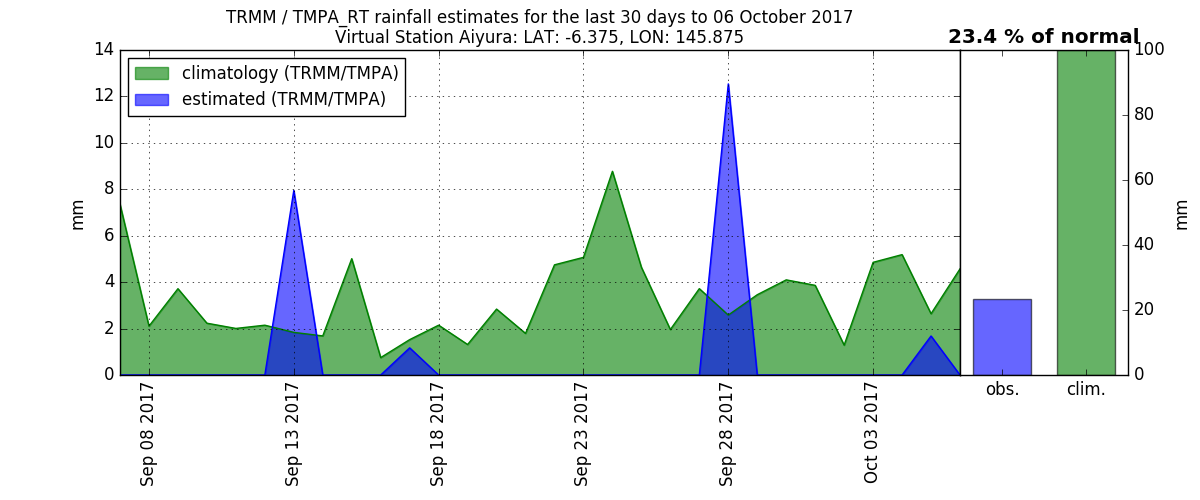 TRMM / TMPA_RT rainfall estimates for the last 30 days to 06 October 2017
Virtual Station Aiyura: LAT: -6.375, LON: 145.875
23.4 % of normal
climatology (TRMM/TMPA)
estimated (TRMM/TMPA)
14
12
10
8
6
4
2
0
mm
Sep 08 2017
Sep 13 2017
Sep 18 2017
Sep 23 2017
Sep 28 2017
Oct 03 2017
obs.
clim.
100
80
60
40
20
0
mm